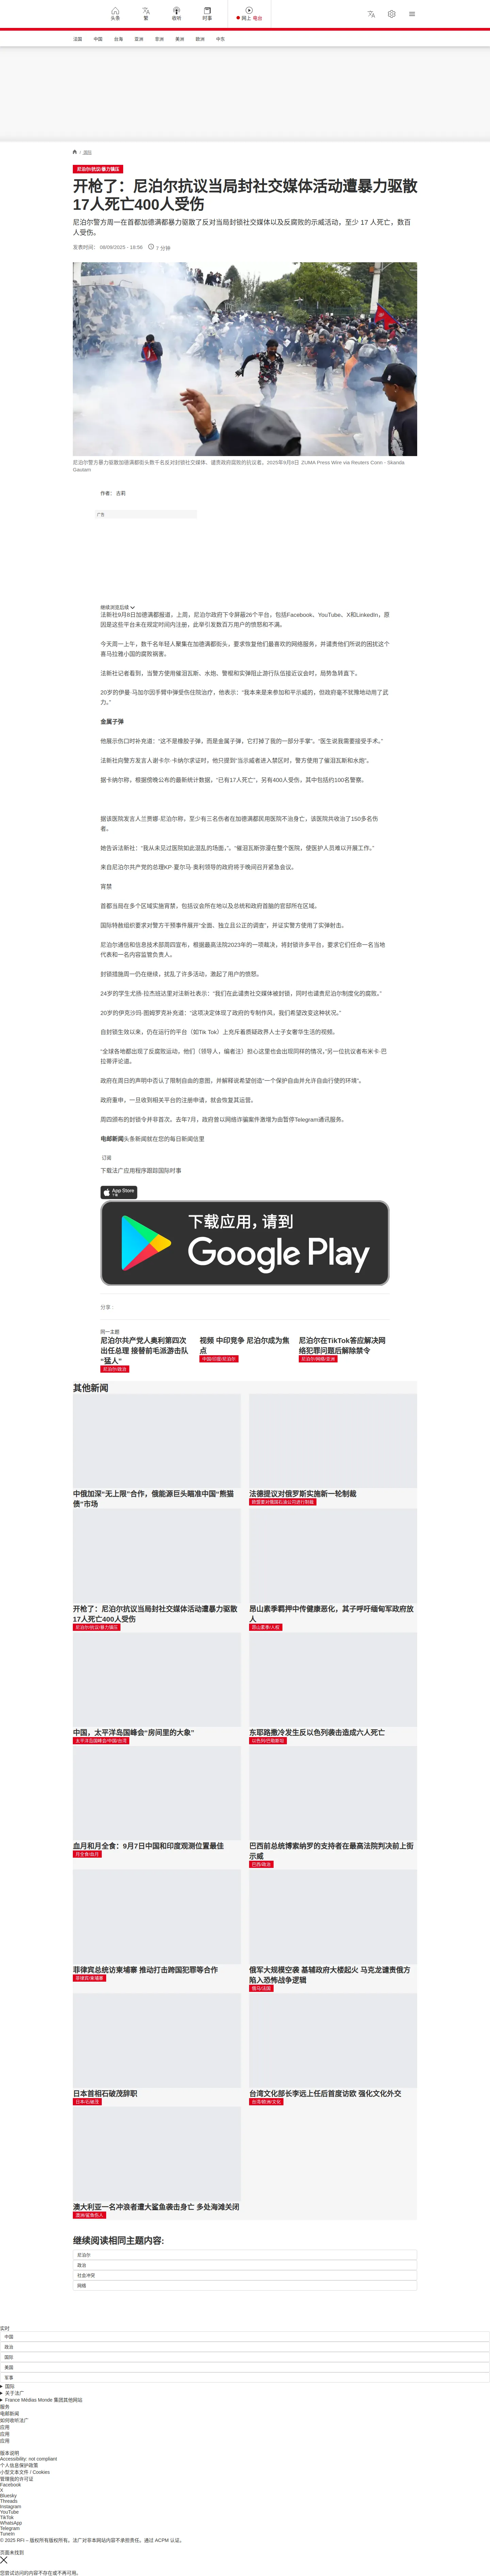 头条
繁
收听
时事
网上 电台
法国
中国
台海
亚洲
非洲
美洲
欧洲
中东
/ 国际
尼泊尔/抗议/暴力镇压
开枪了：尼泊尔抗议当局封社交媒体活动遭暴力驱散 17人死亡400人受伤
尼泊尔警方周一在首都加德满都暴力驱散了反对当局封锁社交媒体以及反腐败的示威活动，至少 17 人死亡，数百人受伤。
发表时间： 08/09/2025 - 18:56
7 分钟
尼泊尔警方暴力驱散加德满都街头数千名反对封锁社交媒体、谴责政府腐败的抗议者。2025年9月8日 ZUMA Press Wire via Reuters Conn - Skanda Gautam
作者： 古莉
广告
继续浏览后续
法新社9月8日加德满都报道，上周，尼泊尔政府下令屏蔽26个平台，包括Facebook、YouTube、X和LinkedIn，原因是这些平台未在规定时间内注册，此举引发数百万用户的愤怒和不满。
今天周一上午，数千名年轻人聚集在加德满都街头，要求恢复他们最喜欢的网络服务，并谴责他们所说的困扰这个喜马拉雅小国的腐败祸害。
法新社记者看到，当警方使用催泪瓦斯、水炮、警棍和实弹阻止游行队伍接近议会时，局势急转直下。
20岁的伊曼·马加尔因手臂中弹受伤住院治疗，他表示：“我本来是来参加和平示威的，但政府毫不犹豫地动用了武力。”
金属子弹
他展示伤口时补充道：“这不是橡胶子弹，而是金属子弹，它打掉了我的一部分手掌”。“医生说我需要接受手术。”
法新社向警方发言人谢卡尔·卡纳尔求证时，他只提到“当示威者进入禁区时，警方使用了催泪瓦斯和水炮”。
据卡纳尔称，根据傍晚公布的最新统计数据，“已有17人死亡”，另有400人受伤，其中包括约100名警察。
据该医院发言人兰贾娜·尼泊尔称，至少有三名伤者在加德满都民用医院不治身亡，该医院共收治了150多名伤者。
她告诉法新社：“我从未见过医院如此混乱的场面，”。“催泪瓦斯弥漫在整个医院，使医护人员难以开展工作。”
来自尼泊尔共产党的总理KP·夏尔马·奥利领导的政府将于晚间召开紧急会议。
宵禁
首都当局在多个区域实施宵禁，包括议会所在地以及总统和政府首脑的官邸所在区域。
国际特赦组织要求对警方干预事件展开“全面、独立且公正的调查”，并证实警方使用了实弹射击。
尼泊尔通信和信息技术部周四宣布，根据最高法院2023年的一项裁决，将封锁许多平台，要求它们任命一名当地代表和一名内容监管负责人。
封锁措施周一仍在继续，扰乱了许多活动，激起了用户的愤怒。
24岁的学生尤扬·拉杰班达里对法新社表示：“我们在此谴责社交媒体被封锁，同时也谴责尼泊尔制度化的腐败。”
20岁的伊克沙玛·图姆罗克补充道：“这项决定体现了政府的专制作风。我们希望改变这种状况。”
自封锁生效以来，仍在运行的平台（如Tik Tok）上充斥着质疑政界人士子女奢华生活的视频。
“全球各地都出现了反腐败运动。他们（领导人，编者注）担心这里也会出现同样的情况，”另一位抗议者布米卡·巴拉蒂评论道。
政府在周日的声明中否认了限制自由的意图，并解释说希望创造“一个保护自由并允许自由行使的环境”。
政府重申，一旦收到相关平台的注册申请，就会恢复其运营。
周四颁布的封锁令并非首次。去年7月，政府曾以网络诈骗案件激增为由暂停Telegram通讯服务。
电邮新闻头条新闻就在您的每日新闻信里
订阅
下载法广应用程序跟踪国际时事
App Store
下载
下载应用，请到
Google Play
分享 :
同一主题
尼泊尔共产党人奥利第四次出任总理 接替前毛派游击队“猛人”
尼泊尔/政治
视频 中印竞争 尼泊尔成为焦点
中国/印度/尼泊尔
尼泊尔在TikTok答应解决网络犯罪问题后解除禁令
尼泊尔/网络/亚洲
其他新闻
中俄加深“无上限”合作，俄能源巨头瞄准中国“熊猫债”市场
法德提议对俄罗斯实施新一轮制裁
欧盟要对俄国石油公司进行制裁
开枪了：尼泊尔抗议当局封社交媒体活动遭暴力驱散 17人死亡400人受伤
尼泊尔/抗议/暴力镇压
昂山素季羁押中传健康恶化，其子呼吁缅甸军政府放人
昂山素季/人权
中国，太平洋岛国峰会“房间里的大象”
太平洋岛国峰会/中国/台湾
东耶路撒冷发生反以色列袭击造成六人死亡
以色列/巴勒斯坦
血月和月全食：9月7日中国和印度观测位置最佳
月全食/血月
巴西前总统博索纳罗的支持者在最高法院判决前上街示威
巴西/政治
菲律宾总统访柬埔寨 推动打击跨国犯罪等合作
菲律宾/柬埔寨
俄军大规模空袭 基辅政府大楼起火 马克龙谴责俄方陷入恐怖战争逻辑
俄乌/法国
日本首相石破茂辞职
日本/石破茂
台湾文化部长李远上任后首度访欧 强化文化外交
台湾/欧洲/文化
澳大利亚一名冲浪者遭大鲨鱼袭击身亡 多处海滩关闭
澳洲/鲨鱼伤人
继续阅读相同主题内容:
尼泊尔
政治
社会冲突
网络
实时
中国
政治
国际
美国
军事
国际
关于法广
France Médias Monde 集团其他网站
服务
电邮新闻
如何收听法广
应用
应用
应用
版本说明
Accessibility: not compliant
个人信息保护政策
小型文本文件 / Cookies
管理我的许可证
Facebook
X
Bluesky
Threads
Instagram
YouTube
TikTok
WhatsApp
Telegram
TuneIn
© 2025 RFI – 版权所有版权所有。法广对非本网站内容不承担责任。通过 ACPM 认证。
页面未找到
您尝试访问的内容不存在或不再可用。